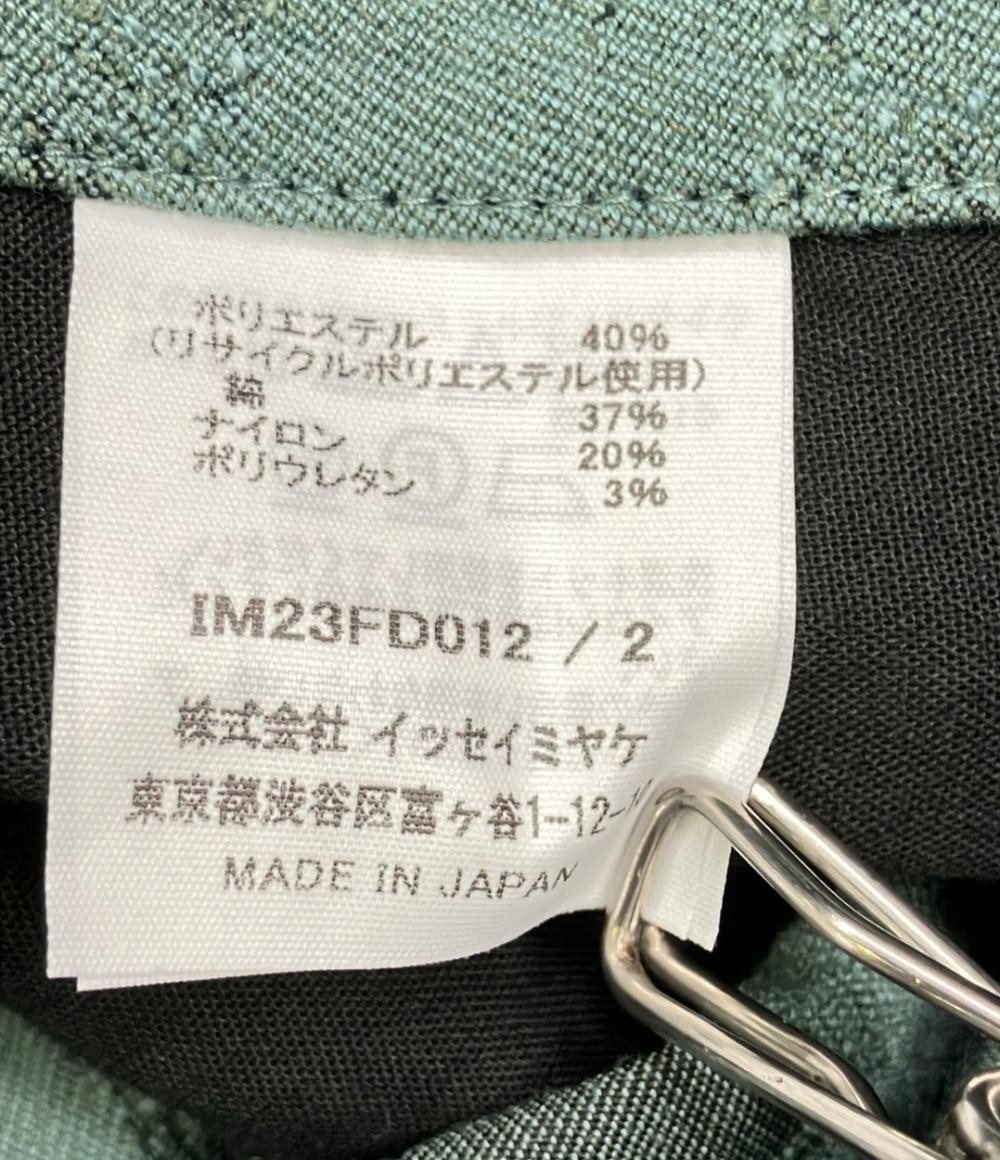 ポリエステル 40%
(リサイクルポリエステル使用)
綿 37%
ナイロン 20%
ポリウレタン 3%
IM23FD012 / 2
株式会社 イッセイミヤケ
東京都渋谷区富ケ谷1-12-
MADE IN JAPAN